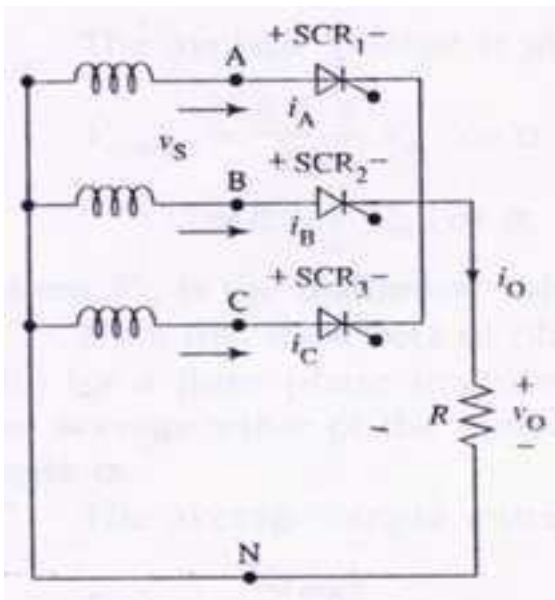 A
+ SCR1 −
iA
vS
+ SCR2 −
B
iB
+ SCR3 −
C
iC
iO
+
R
vO
−
−
N